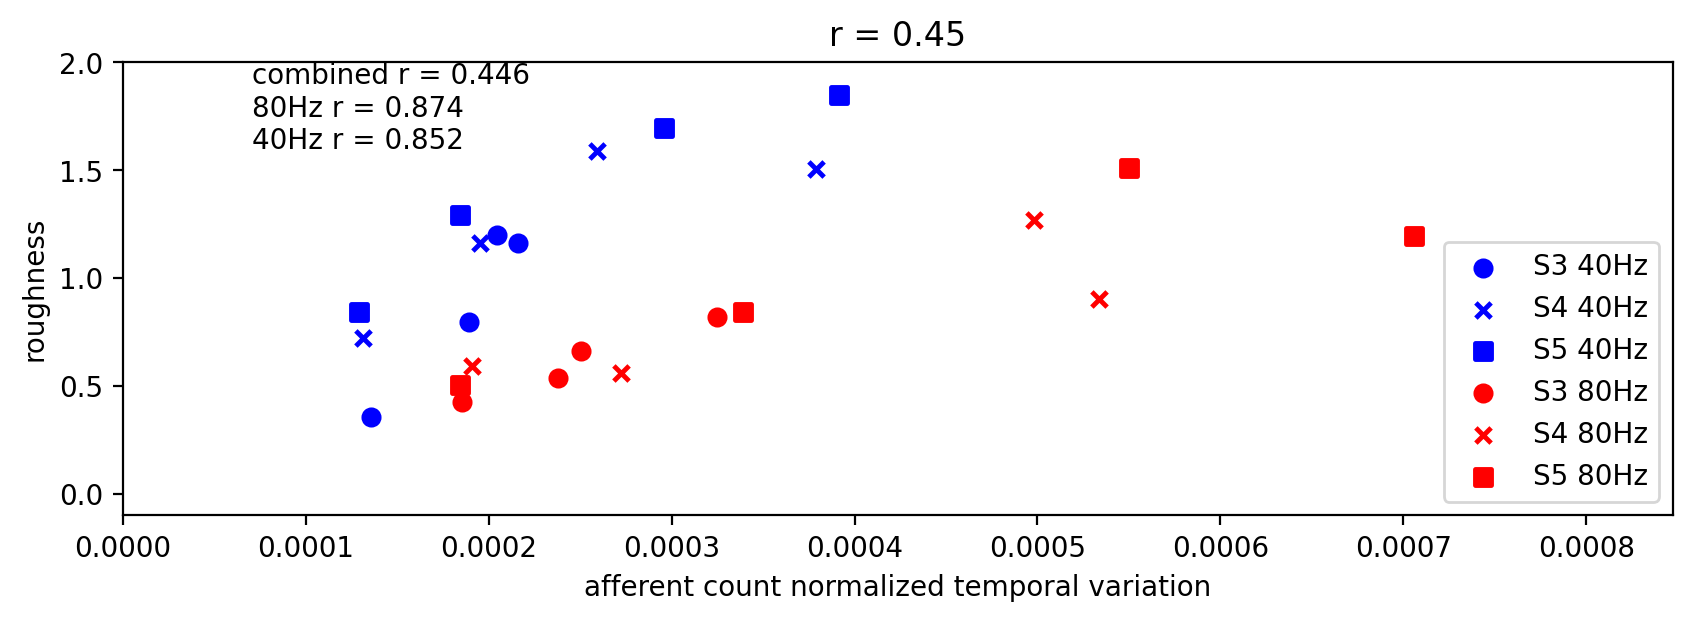 r = 0.45
combined r = 0.446
80Hz r = 0.874
40Hz r = 0.852
roughness
2.0
1.5
1.0
0.5
0.0
S3 40Hz
S4 40Hz
S5 40Hz
S3 80Hz
S4 80Hz
S5 80Hz
0.0000 0.0001 0.0002 0.0003 0.0004 0.0005 0.0006 0.0007 0.0008
afferent count normalized temporal variation